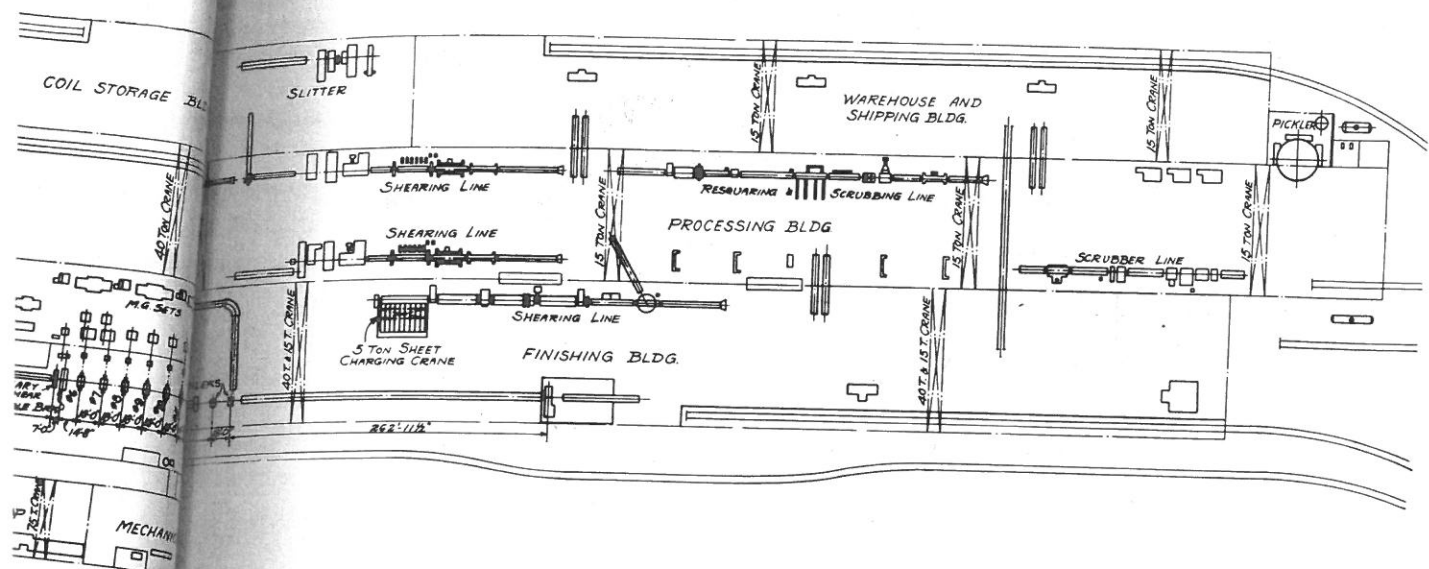 COIL STORAGE
SLITTER
WAREHOUSE AND
SHIPPING BLDG.
15 TON CRANE
15 TON CRANE
PICKLER
40 TON CRANE
SHEARING LINE
15 TON CRANE
RESQUARING & SCRUBBING LINE
PROCESSING BLDG
15 TON CRANE
15 TON CRANE
SHEARING LINE
SCRUBBER LINE
M.G. SETS
40 T. & 15 T. CRANE
SHEARING LINE
5 TON SHEET
CHARGING CRANE
FINISHING BLDG.
40 T. & 15 T. CRANE
262'-11½"
75 T. CRANE